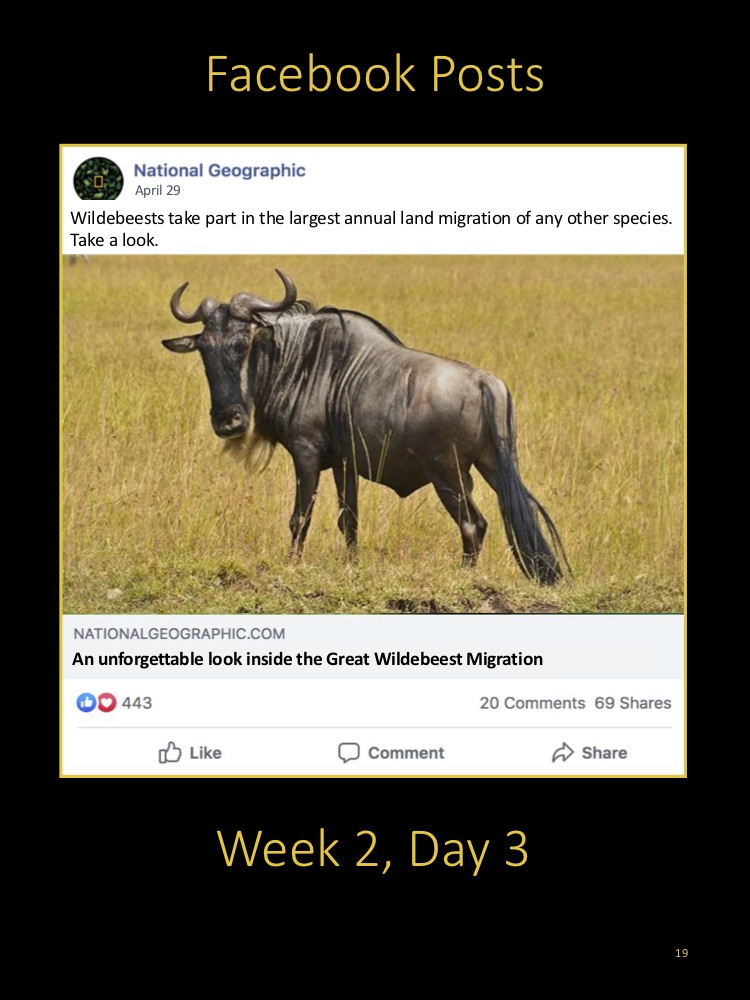 Facebook Posts
National Geographic
April 29
Wildebeests take part in the largest annual land migration of any other species.
Take a look.
NATIONALGEOGRAPHIC.COM
An unforgettable look inside the Great Wildebeest Migration
443
20 Comments 69 Shares
Like Comment Share
Week 2, Day 3
19